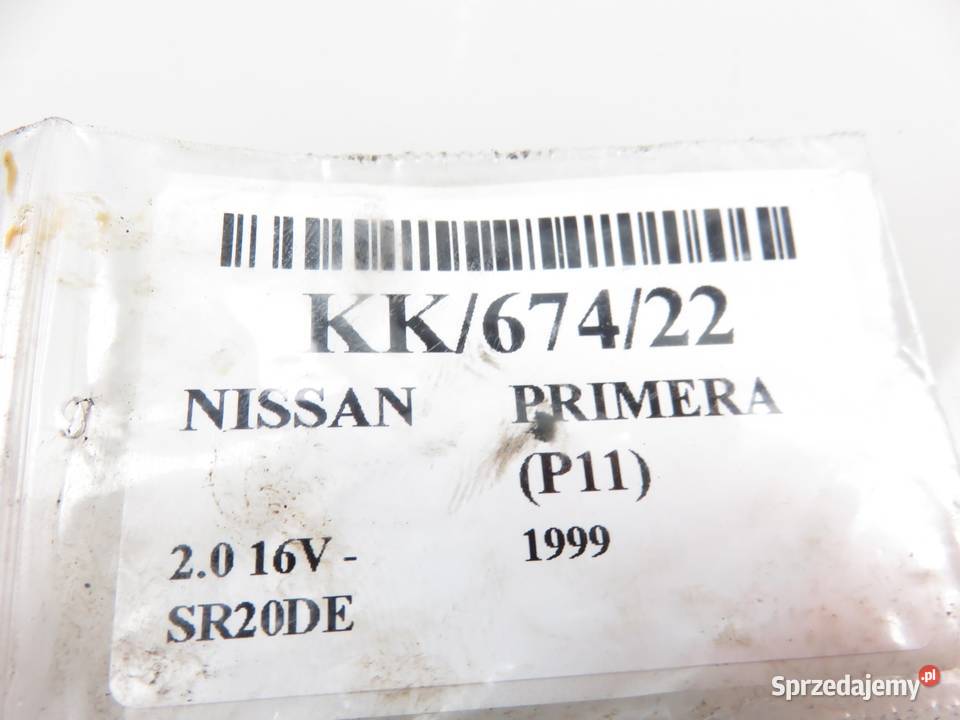 KK/674/22
NISSAN PRIMERA
(P11)
2.0 16V - 1999
SR20DE
Sprzedajemy.pl